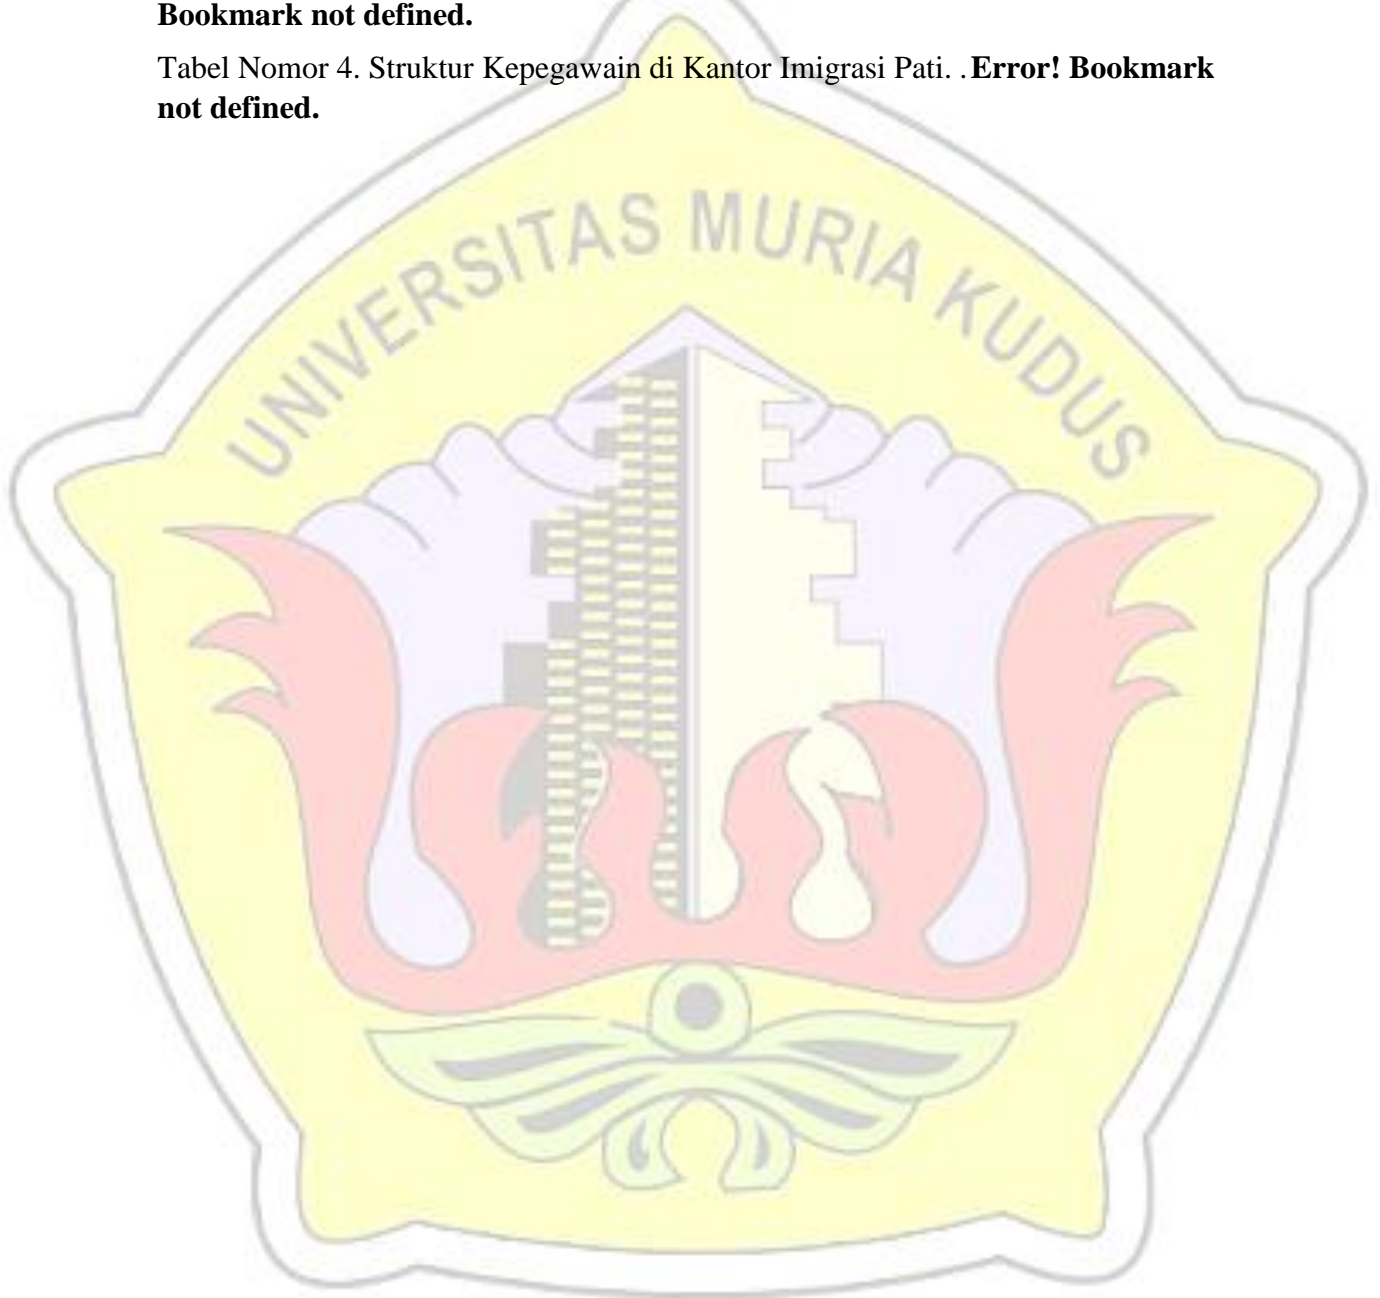 Bookmark not defined.
Tabel Nomor 4. Struktur Kepegawain di Kantor Imigrasi Pati. .Error! Bookmark
not defined.
UNIVERSITAS MURIA KUDUS